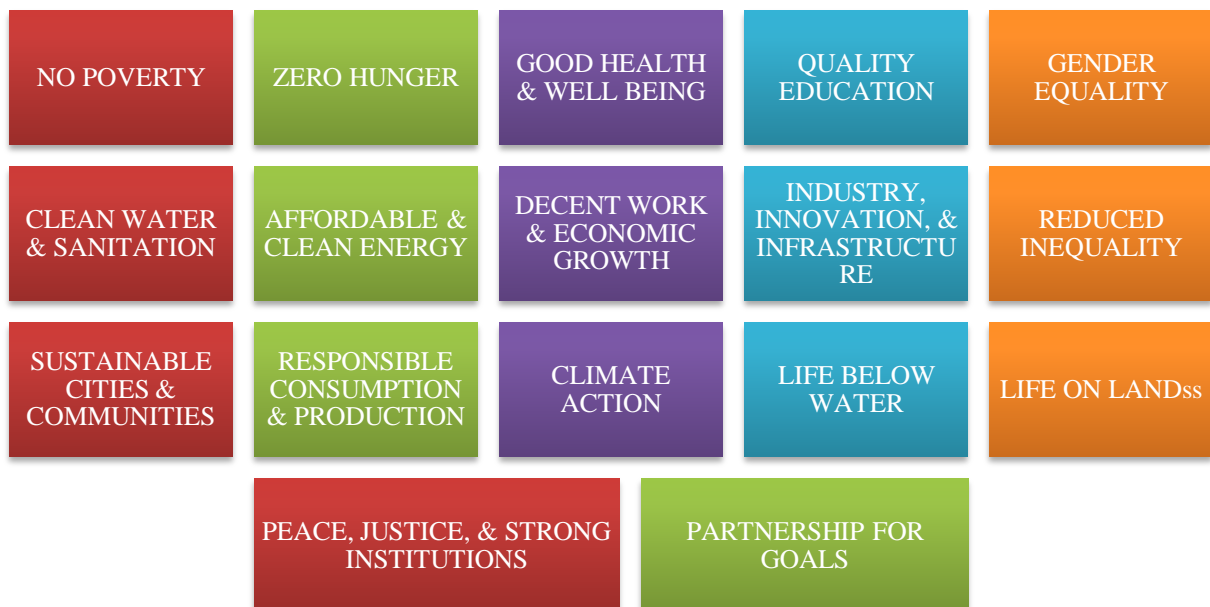 NO POVERTY
ZERO HUNGER
GOOD HEALTH
& WELL BEING
QUALITY
EDUCATION
GENDER
EQUALITY
CLEAN WATER
& SANITATION
AFFORDABLE &
CLEAN ENERGY
DECENT WORK
& ECONOMIC
GROWTH
INDUSTRY,
INNOVATION, &
INFRASTRUCTU
RE
REDUCED
INEQUALITY
SUSTAINABLE
CITIES &
COMMUNITIES
RESPONSIBLE
CONSUMPTION
& PRODUCTION
CLIMATE
ACTION
LIFE BELOW
WATER
LIFE ON LANDss
PEACE, JUSTICE, & STRONG
INSTITUTIONS
PARTNERSHIP FOR
GOALS